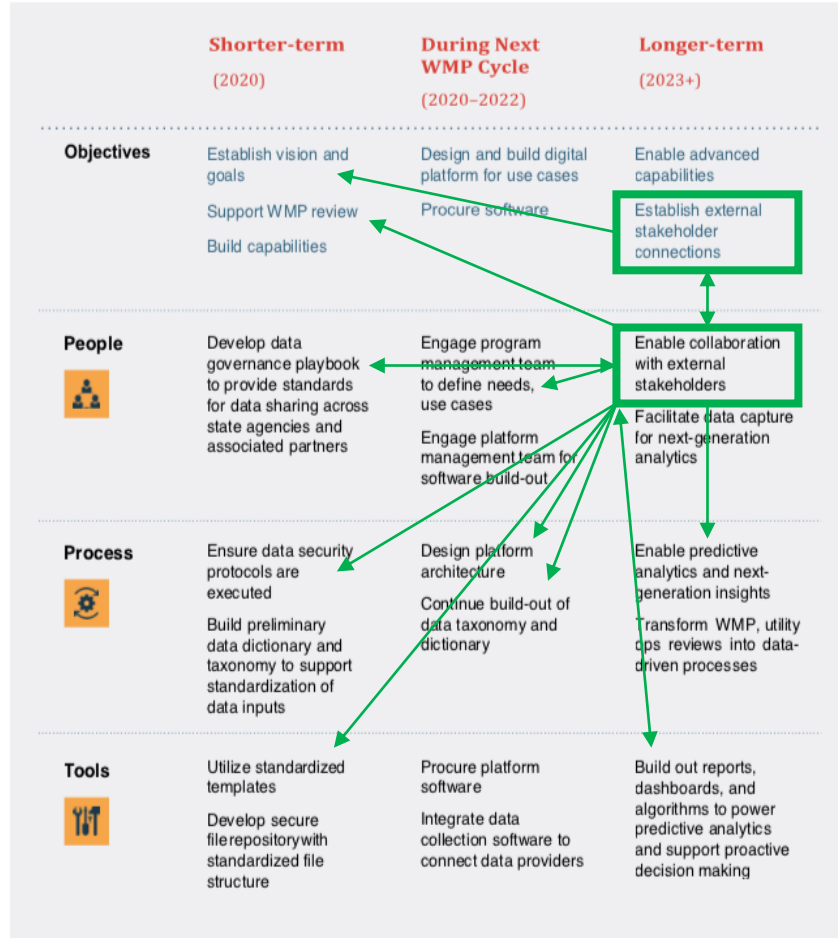 Shorter-term
(2020)
During Next
WMP Cycle
(2020–2022)
Longer-term
(2023+)
Objectives
Establish vision and
goals
Support WMP review
Build capabilities
Design and build digital
platform for use cases
Procure software
Enable advanced
capabilities
Establish external
stakeholder
connections
People
Develop data
governance playbook
to provide standards
for data sharing across
state agencies and
associated partners
Engage program
management team
to define needs,
use cases
Engage platform
management team for
software build-out
Enable collaboration
with external
stakeholders
Facilitate data capture
for next-generation
analytics
Process
Ensure data security
protocols are
executed
Build preliminary
data dictionary and
taxonomy to support
standardization of
data inputs
Design platform
architecture
Continue build-out of
data taxonomy and
dictionary
Enable predictive
analytics and next-
generation insights
Transform WMP, utility
ops reviews into data-
driven processes
Tools
Utilize standardized
templates
Develop secure
file repository with
standardized file
structure
Procure platform
software
Integrate data
collection software to
connect data providers
Build out reports,
dashboards, and
algorithms to power
predictive analytics
and support proactive
decision making